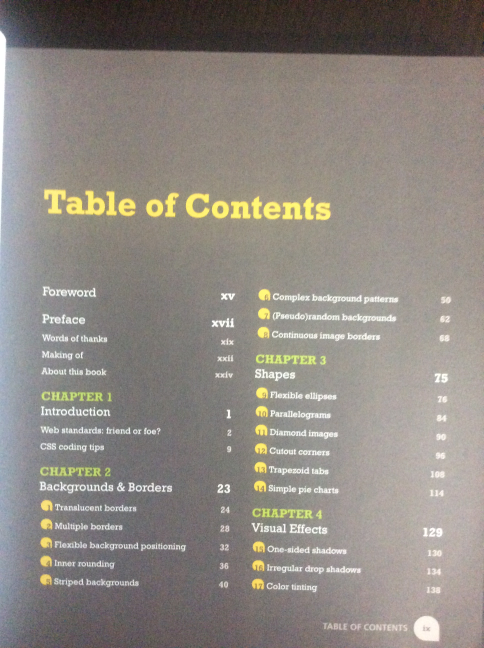 Table of Contents
Foreword xv
Preface xvii
Words of thanks xix
Making of xxii
About this book xxiv
CHAPTER 1
Introduction 1
Web standards: friend or foe? 2
CSS coding tips 9
CHAPTER 2
Backgrounds & Borders 23
1 Translucent borders 24
2 Multiple borders 28
3 Flexible background positioning 32
4 Inner rounding 36
5 Striped backgrounds 40
6 Complex background patterns 50
7 (Pseudo)random backgrounds 62
8 Continuous image borders 68
CHAPTER 3
Shapes 75
9 Flexible ellipses 76
10 Parallelograms 84
11 Diamond images 90
12 Cutout corners 96
13 Trapezoid tabs 108
14 Simple pie charts 114
CHAPTER 4
Visual Effects 129
15 One-sided shadows 130
16 Irregular drop shadows 134
17 Color tinting 138
TABLE OF CONTENTS ix